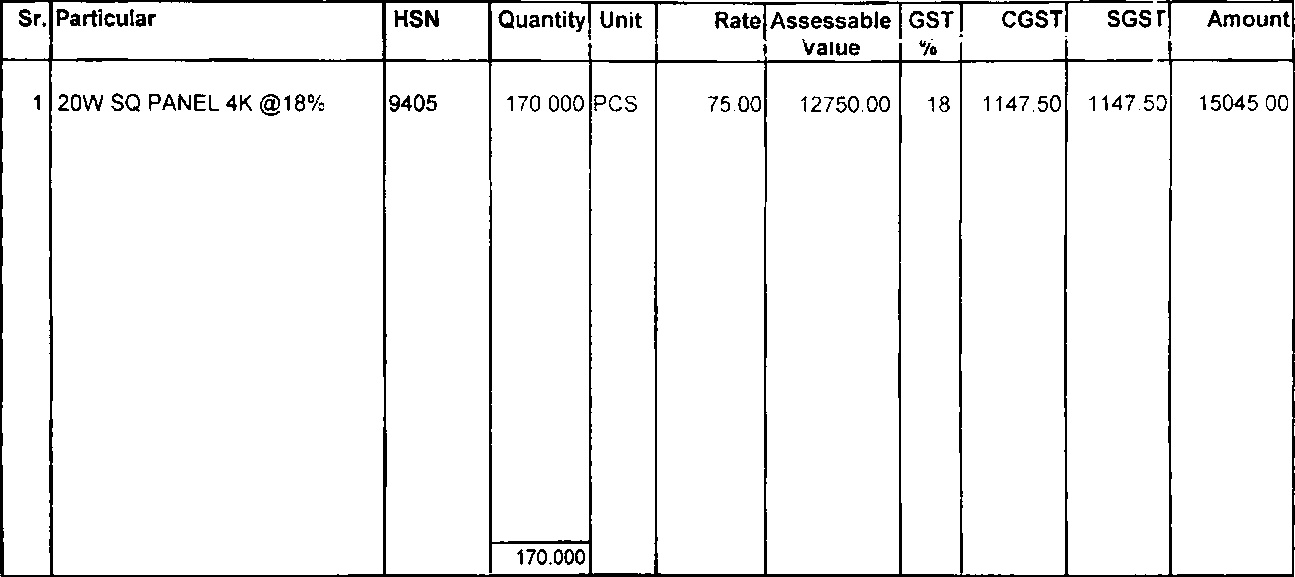 Sr. Particular HSN Quantity Unit Rate Assessable Value GST % CGST SGST Amount
1 20W SQ PANEL 4K @18% 9405 170.000 PCS 75.00 12750.00 18 1147.50 1147.50 15045.00
170.000